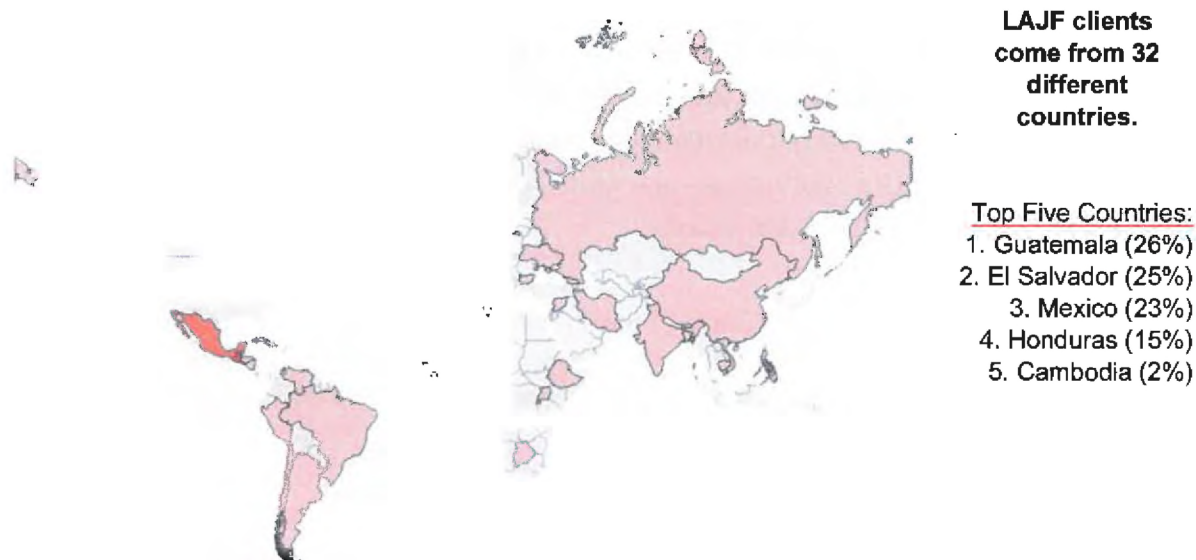 LAJF clients
come from 32
different
countries.
Top Five Countries:
1. Guatemala (26%)
2. El Salvador (25%)
3. Mexico (23%)
4. Honduras (15%)
5. Cambodia (2%)